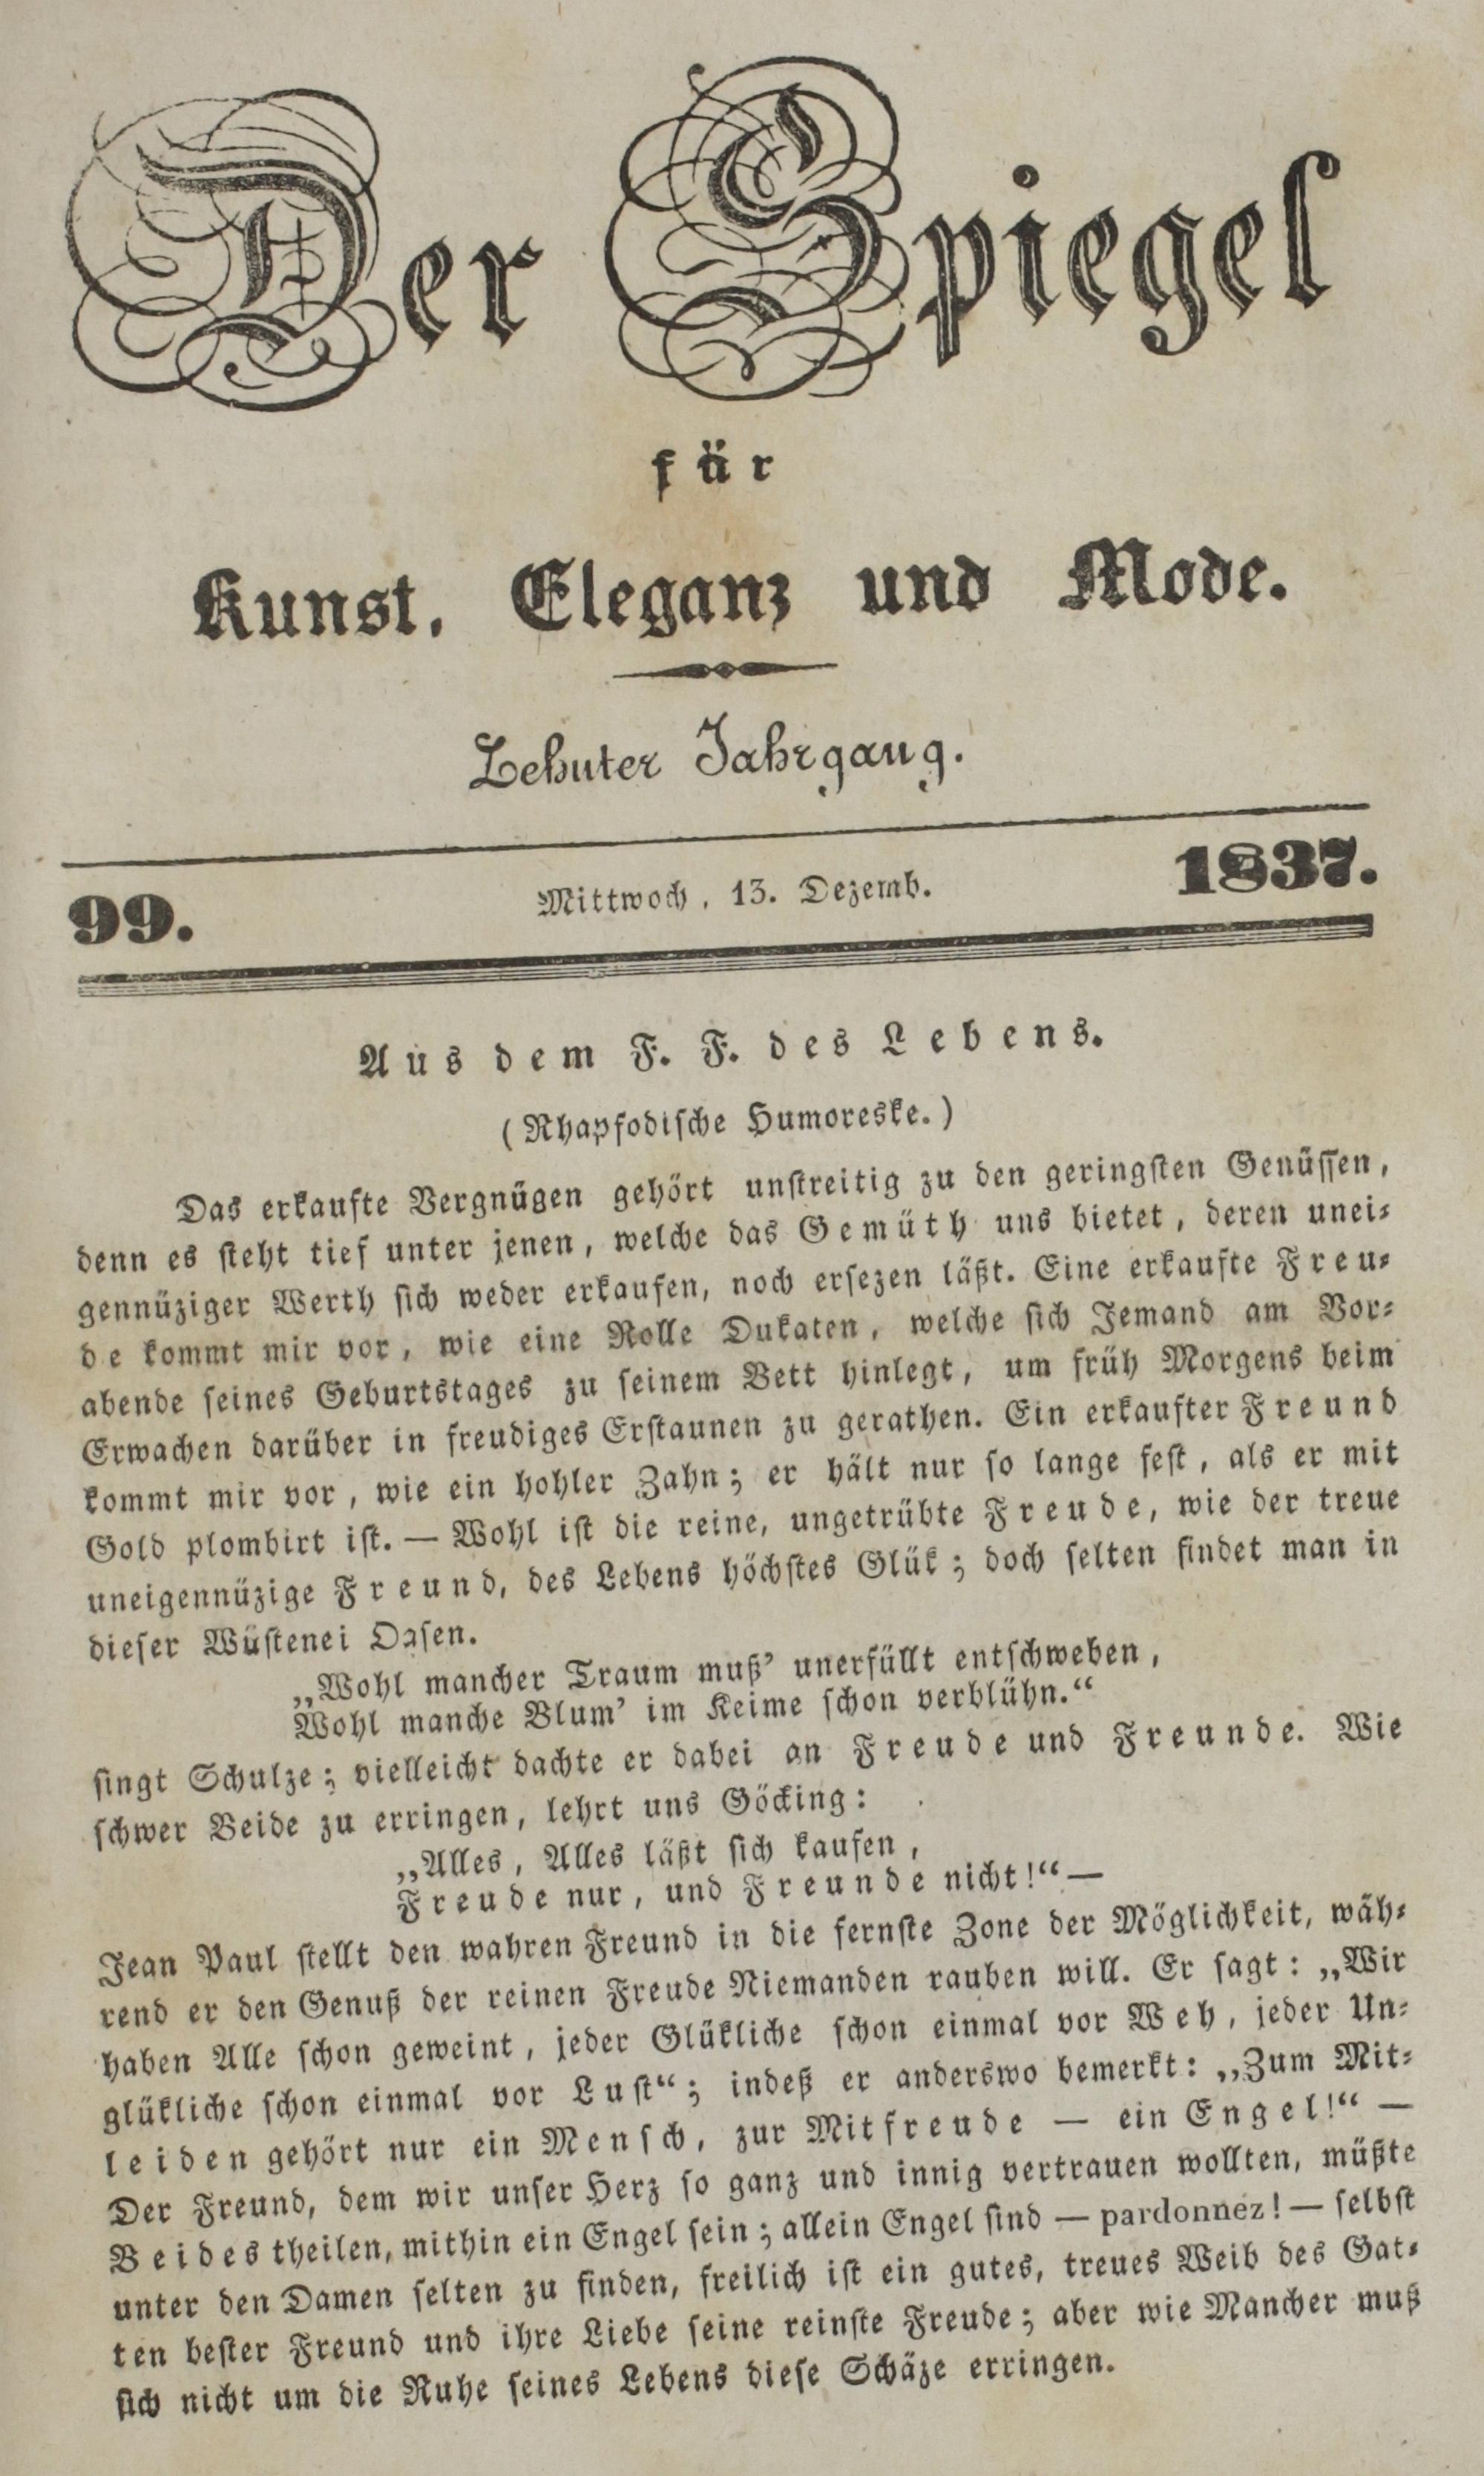 Der Spiegel
für
Kunst, Eleganz und Mode.
Zehnter Jahrgang.
99.
Mittwoch, 13. Dezemb.
1837.
Aus dem F. F. des Lebens.
(Rhapsodische Humoreske.)
Das erkaufte Vergnügen gehört unstreitig zu den geringsten Genüssen,
denn es steht tief unter jenen, welche das Gemüth uns bietet, deren unei-
gennüziger Werth sich weder erkaufen, noch ersezen läßt. Eine erkaufte Freu-
de kommt mir vor, wie eine Rolle Dukaten, welche sich Jemand am Vor-
abende seines Geburtstages zu seinem Bett hinlegt, um früh Morgens beim
Erwachen darüber in freudiges Erstaunen zu gerathen. Ein erkaufter Freund
kommt mir vor, wie ein hohler Zahn; er hält nur so lange fest, als er mit
Gold plombirt ist. — Wohl ist die reine, ungetrübte Freude, wie der treue
uneigennüzige Freund, des Lebens höchstes Glük; doch selten findet man in
dieser Wüstenei Oasen.
„Wohl mancher Traum muß' unerfüllt entschweben,
Wohl manche Blum' im Keime schon verblühn.“
singt Schulze; vielleicht dachte er dabei an Freude und Freunde. Wie
schwer Beide zu erringen, lehrt uns Göcking:
„Alles, Alles läßt sich kaufen,
Freude nur, und Freunde nicht!“ —
Jean Paul stellt den wahren Freund in die fernste Zone der Möglichkeit, wäh-
rend er den Genuß der reinen Freude Niemanden rauben will. Er sagt: „Wir
haben Alle schon geweint, jeder Glükliche schon einmal vor Weh, jeder Un-
glükliche schon einmal vor Lust“; indeß er anderswo bemerkt: „Zum Mit-
leiden gehört nur ein Mensch, zur Mitfreude — ein Engel!“ —
Der Freund, dem wir unser Herz so ganz und innig vertrauen wollten, müßte
Beides theilen, mithin ein Engel sein; allein Engel sind — pardonnez! — selbst
unter den Damen selten zu finden, freilich ist ein gutes, treues Weib des Gat-
ten bester Freund und ihre Liebe seine reinste Freude; aber wie Mancher muß
sich nicht um die Ruhe seines Lebens diese Schäze erringen.